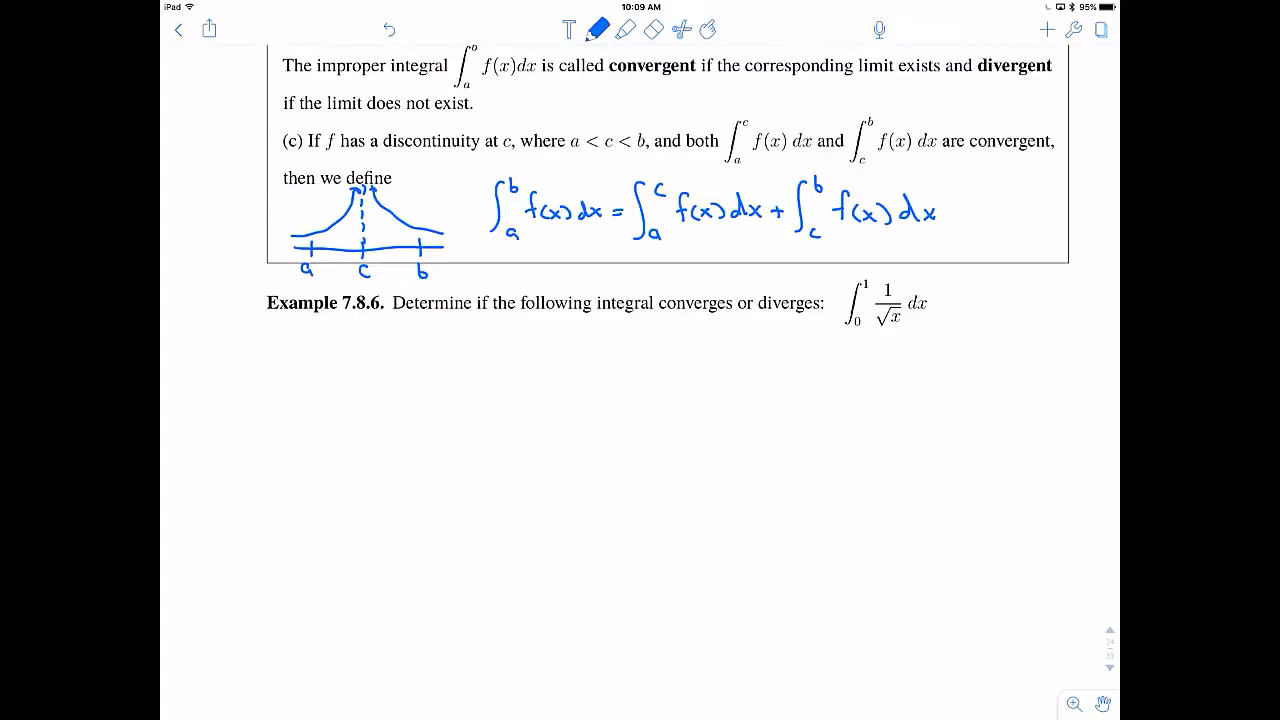 iPad 10:09 AM 95%
The improper integral ∫_a^b f(x)dx is called convergent if the corresponding limit exists and divergent
if the limit does not exist.
(c) If f has a discontinuity at c, where a < c < b, and both ∫_a^c f(x) dx and ∫_c^b f(x) dx are convergent,
then we define
∫_a^b f(x) dx = ∫_a^c f(x) dx + ∫_c^b f(x) dx
a c b
Example 7.8.6. Determine if the following integral converges or diverges: ∫_0^1 1/√x dx
24
33